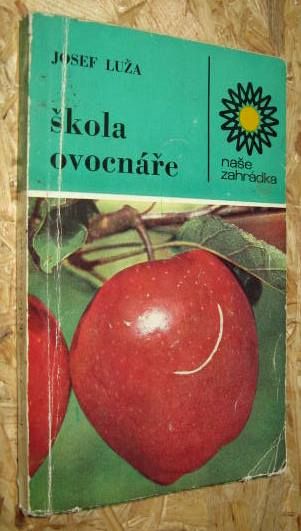 JOSEF LUŽA
škola
ovocnáře
naše
zahrádka